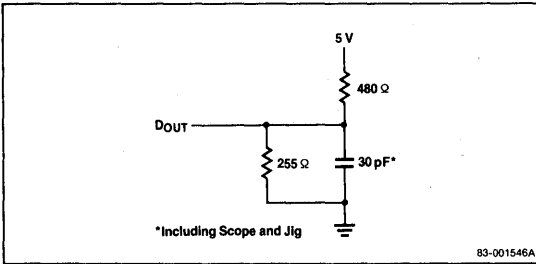 5 V
480 Ω
DOUT
255 Ω
30 pF*
*Including Scope and Jig
83-001546A